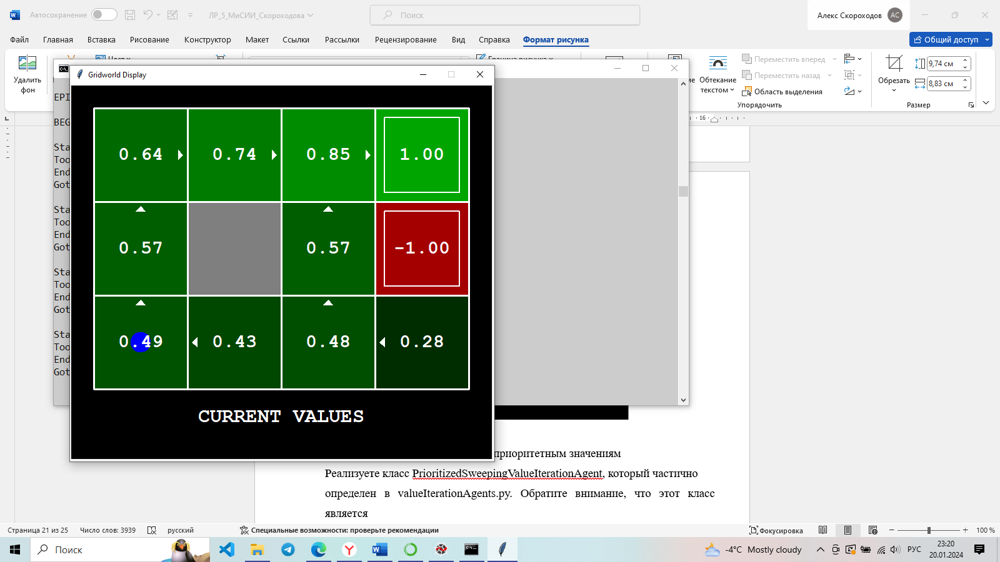 Автосохранение
ЛР_5_МиСИИ_Скороходова
Поиск
Алекс Скороходов
АС
Файл Главная Вставка Рисование Конструктор Макет Ссылки Рассылки Рецензирование Вид Справка Формат рисунка
Общий доступ
Удалить фон
Обтекание текстом
Переместить вперед
Переместить назад
Область выделения
Упорядочить
Обрезать
9,74 см
8,83 см
Размер
Gridworld Display
EPI
BEG
Sta
Too
End
Got
Sta
Too
End
Got
Sta
Too
End
Got
Sta
Too
End
Got
0.64 0.74 0.85 1.00
0.57 0.57 -1.00
0.49 0.43 0.48 0.28
CURRENT VALUES
16
приоритетным значениям
Реализуете класс PrioritizedSweepingValueIterationAgent, который частично
определен в valueIterationAgents.py. Обратите внимание, что этот класс
является
Страница 21 из 25 Число слов: 3939 русский Специальные возможности: проверьте рекомендации Фокусировка 100 %
Поиск
-4°C Mostly cloudy
РУС
23:20
20.01.2024